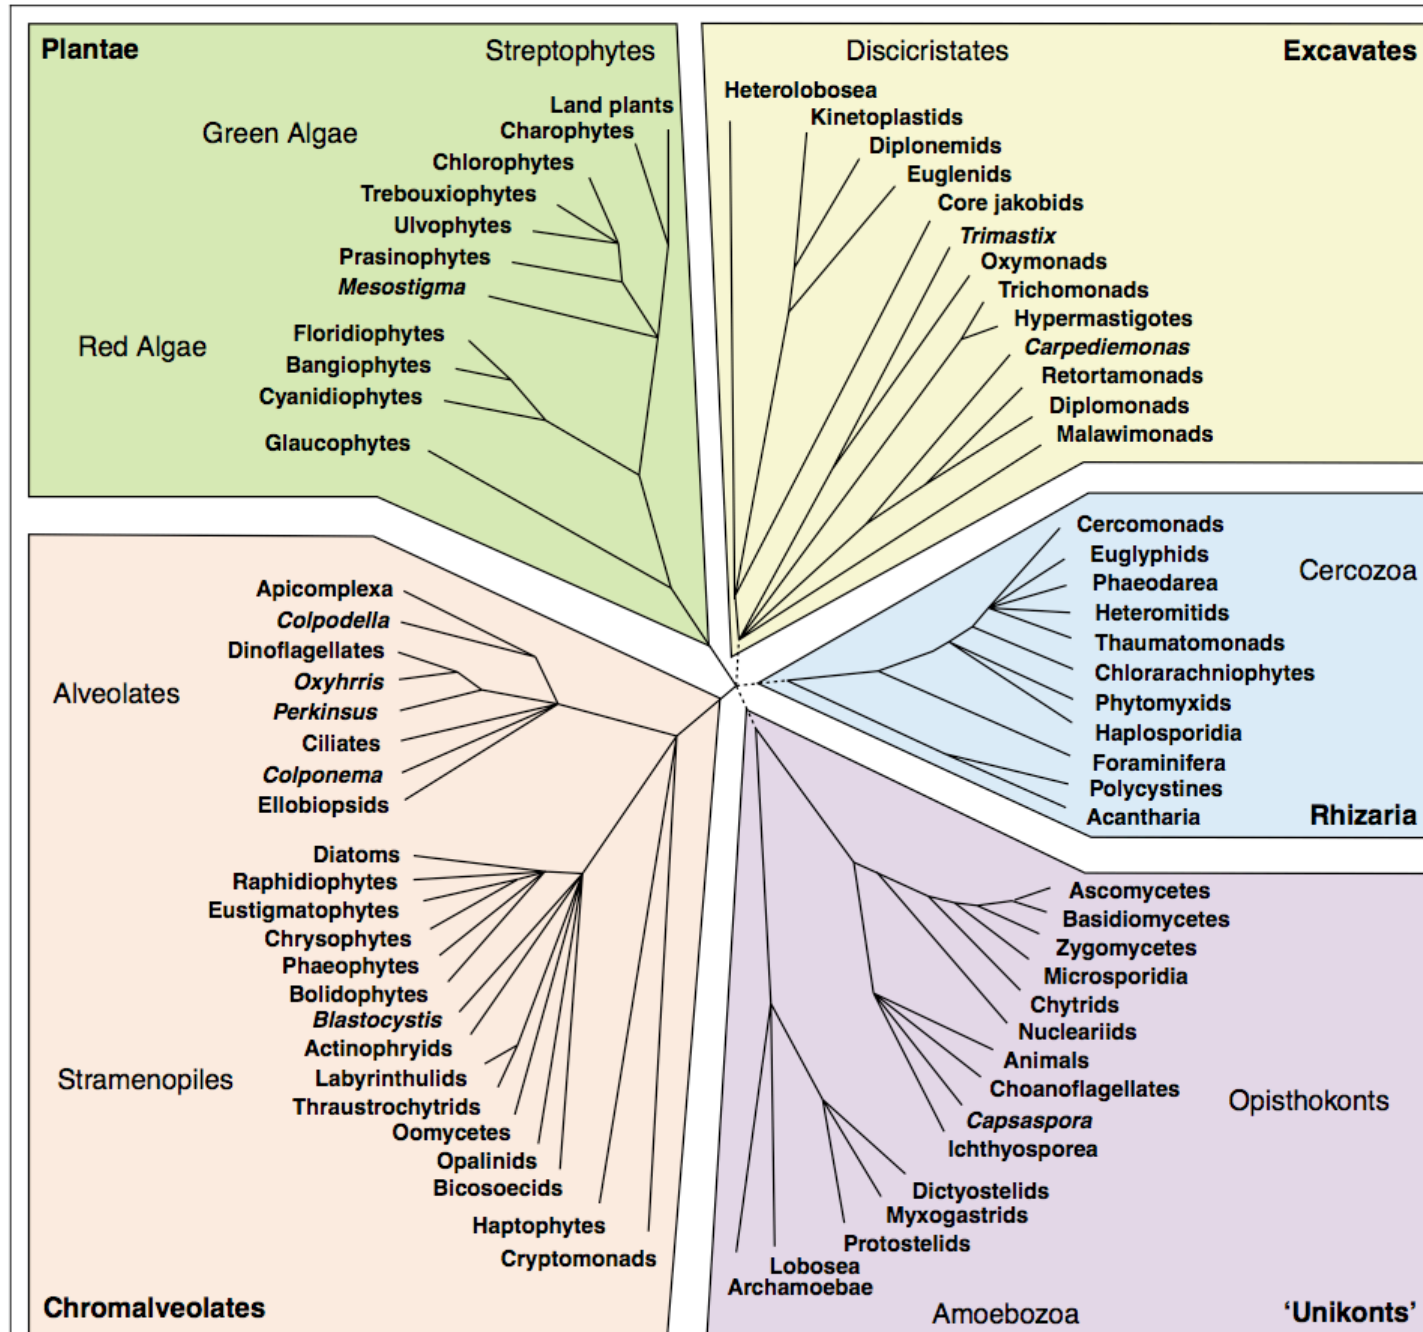 Plantae
Streptophytes
Land plants
Green Algae
Charophytes
Chlorophytes
Trebouxiophytes
Ulvophytes
Prasinophytes
Mesostigma
Red Algae
Floridiophytes
Bangiophytes
Cyanidiophytes
Glaucophytes
Discicristates
Excavates
Heterolobosea
Kinetoplastids
Diplonemids
Euglenids
Core jakobids
Trimastix
Oxymonads
Trichomonads
Hypermastigotes
Carpediemonas
Retortamonads
Diplomonads
Malawimonads
Cercomonads
Euglyphids
Cercozoa
Phaeodarea
Heteromitids
Thaumatomonads
Chlorarachniophytes
Phytomyxids
Haplosporidia
Foraminifera
Polycystines
Acantharia
Rhizaria
Apicomplexa
Colpodella
Dinoflagellates
Alveolates
Oxyhrris
Perkinsus
Ciliates
Colponema
Ellobiopsids
Diatoms
Raphidiophytes
Eustigmatophytes
Chrysophytes
Phaeophytes
Bolidophytes
Blastocystis
Actinophryids
Stramenopiles
Labyrinthulids
Thraustrochytrids
Oomycetes
Opalinids
Bicosoecids
Haptophytes
Cryptomonads
Chromalveolates
Ascomycetes
Basidiomycetes
Zygomycetes
Microsporidia
Chytrids
Nucleariids
Animals
Choanoflagellates
Opisthokonts
Capsaspora
Ichthyosporea
Dictyostelids
Myxogastrids
Protostelids
Lobosea
Archamoebae
Amoebozoa
‘Unikonts’